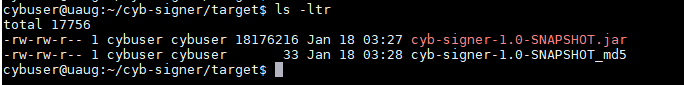 cybuser@uaug:~/cyb-signer/target$ ls -ltr
total 17756
-rw-rw-r-- 1 cybuser cybuser 18176216 Jan 18 03:27 cyb-signer-1.0-SNAPSHOT.jar
-rw-rw-r-- 1 cybuser cybuser       33 Jan 18 03:28 cyb-signer-1.0-SNAPSHOT_md5
cybuser@uaug:~/cyb-signer/target$